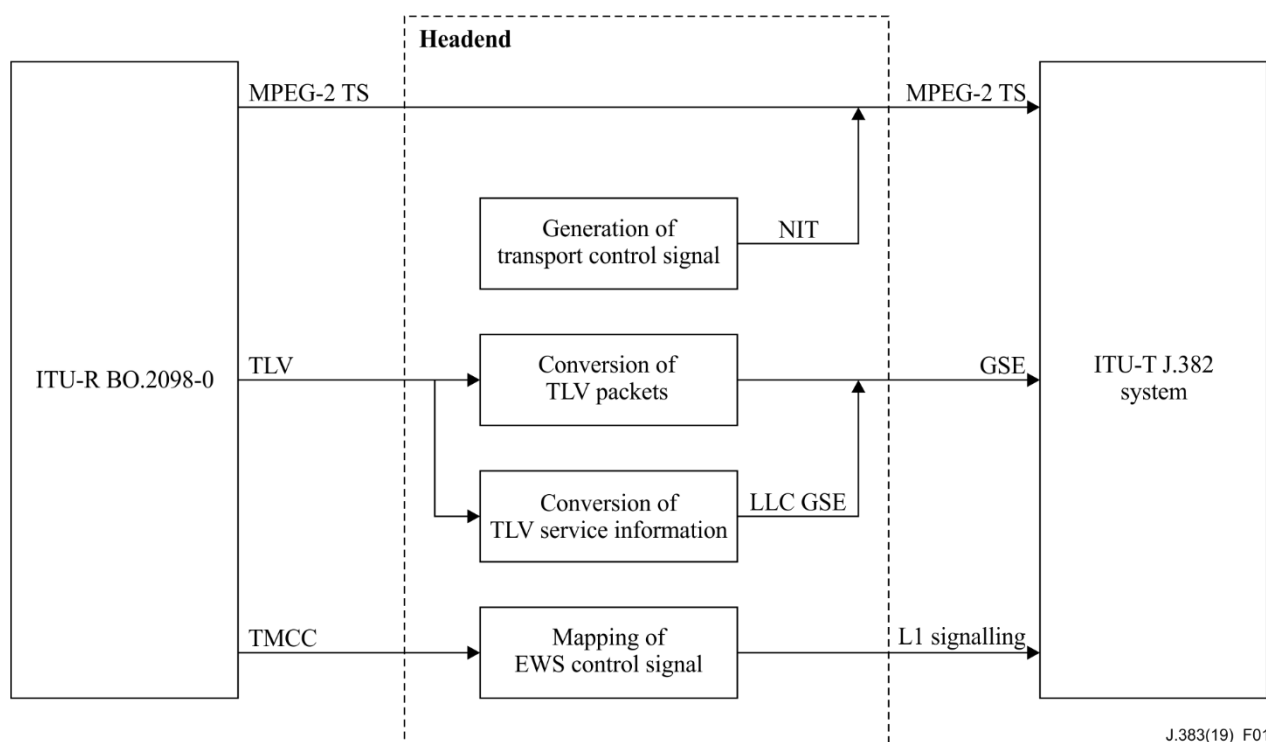 Headend
MPEG-2 TS
MPEG-2 TS
Generation of
transport control signal
NIT
ITU-R BO.2098-0
TLV
Conversion of
TLV packets
GSE
ITU-T J.382
system
Conversion of
TLV service information
LLC GSE
TMCC
Mapping of
EWS control signal
L1 signalling
J.383(19)_F01